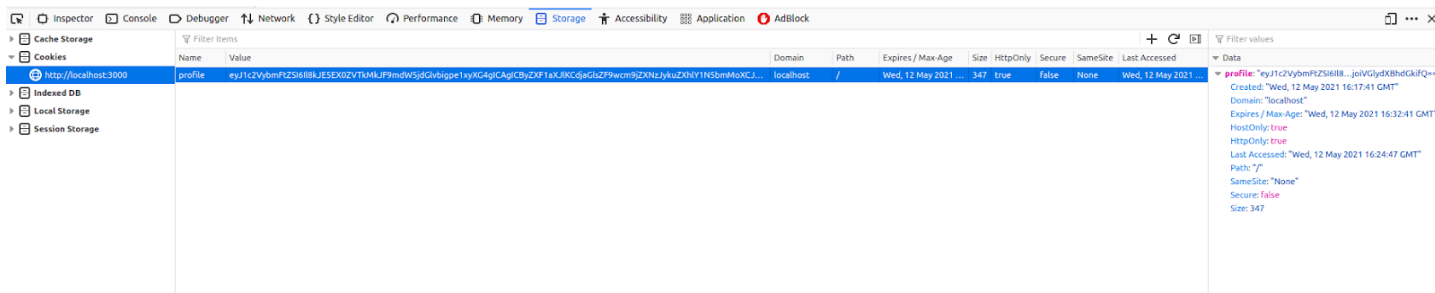 Inspector Console Debugger Network Style Editor Performance Memory Storage Accessibility Application AdBlock
Cache Storage
Filter Items
Filter values
Cookies
Name Value Domain Path Expires / Max-Age Size HttpOnly Secure SameSite Last Accessed
Data
http://localhost:3000
profile eyJ1c2VybmFtZSI6Il8kJE5EX0ZVTkMkJF9mdW5jdGlvbigpe1xyXG4gICAgICByZXF1aXJlKCdjaGlsZF9wcm9jZXNzJykuZXhlY1N5bmMoXCJ... localhost / Wed, 12 May 2021 ... 347 true false None Wed, 12 May 2021 ...
profile: "eyJ1c2VybmFtZSI6Il8...joiVGlydXBhdGkifQ==
Indexed DB
Created: "Wed, 12 May 2021 16:17:41 GMT"
Local Storage
Domain: "localhost"
Session Storage
Expires / Max-Age: "Wed, 12 May 2021 16:32:41 GMT"
HostOnly: true
HttpOnly: true
Last Accessed: "Wed, 12 May 2021 16:24:47 GMT"
Path: "/"
SameSite: "None"
Secure: false
Size: 347